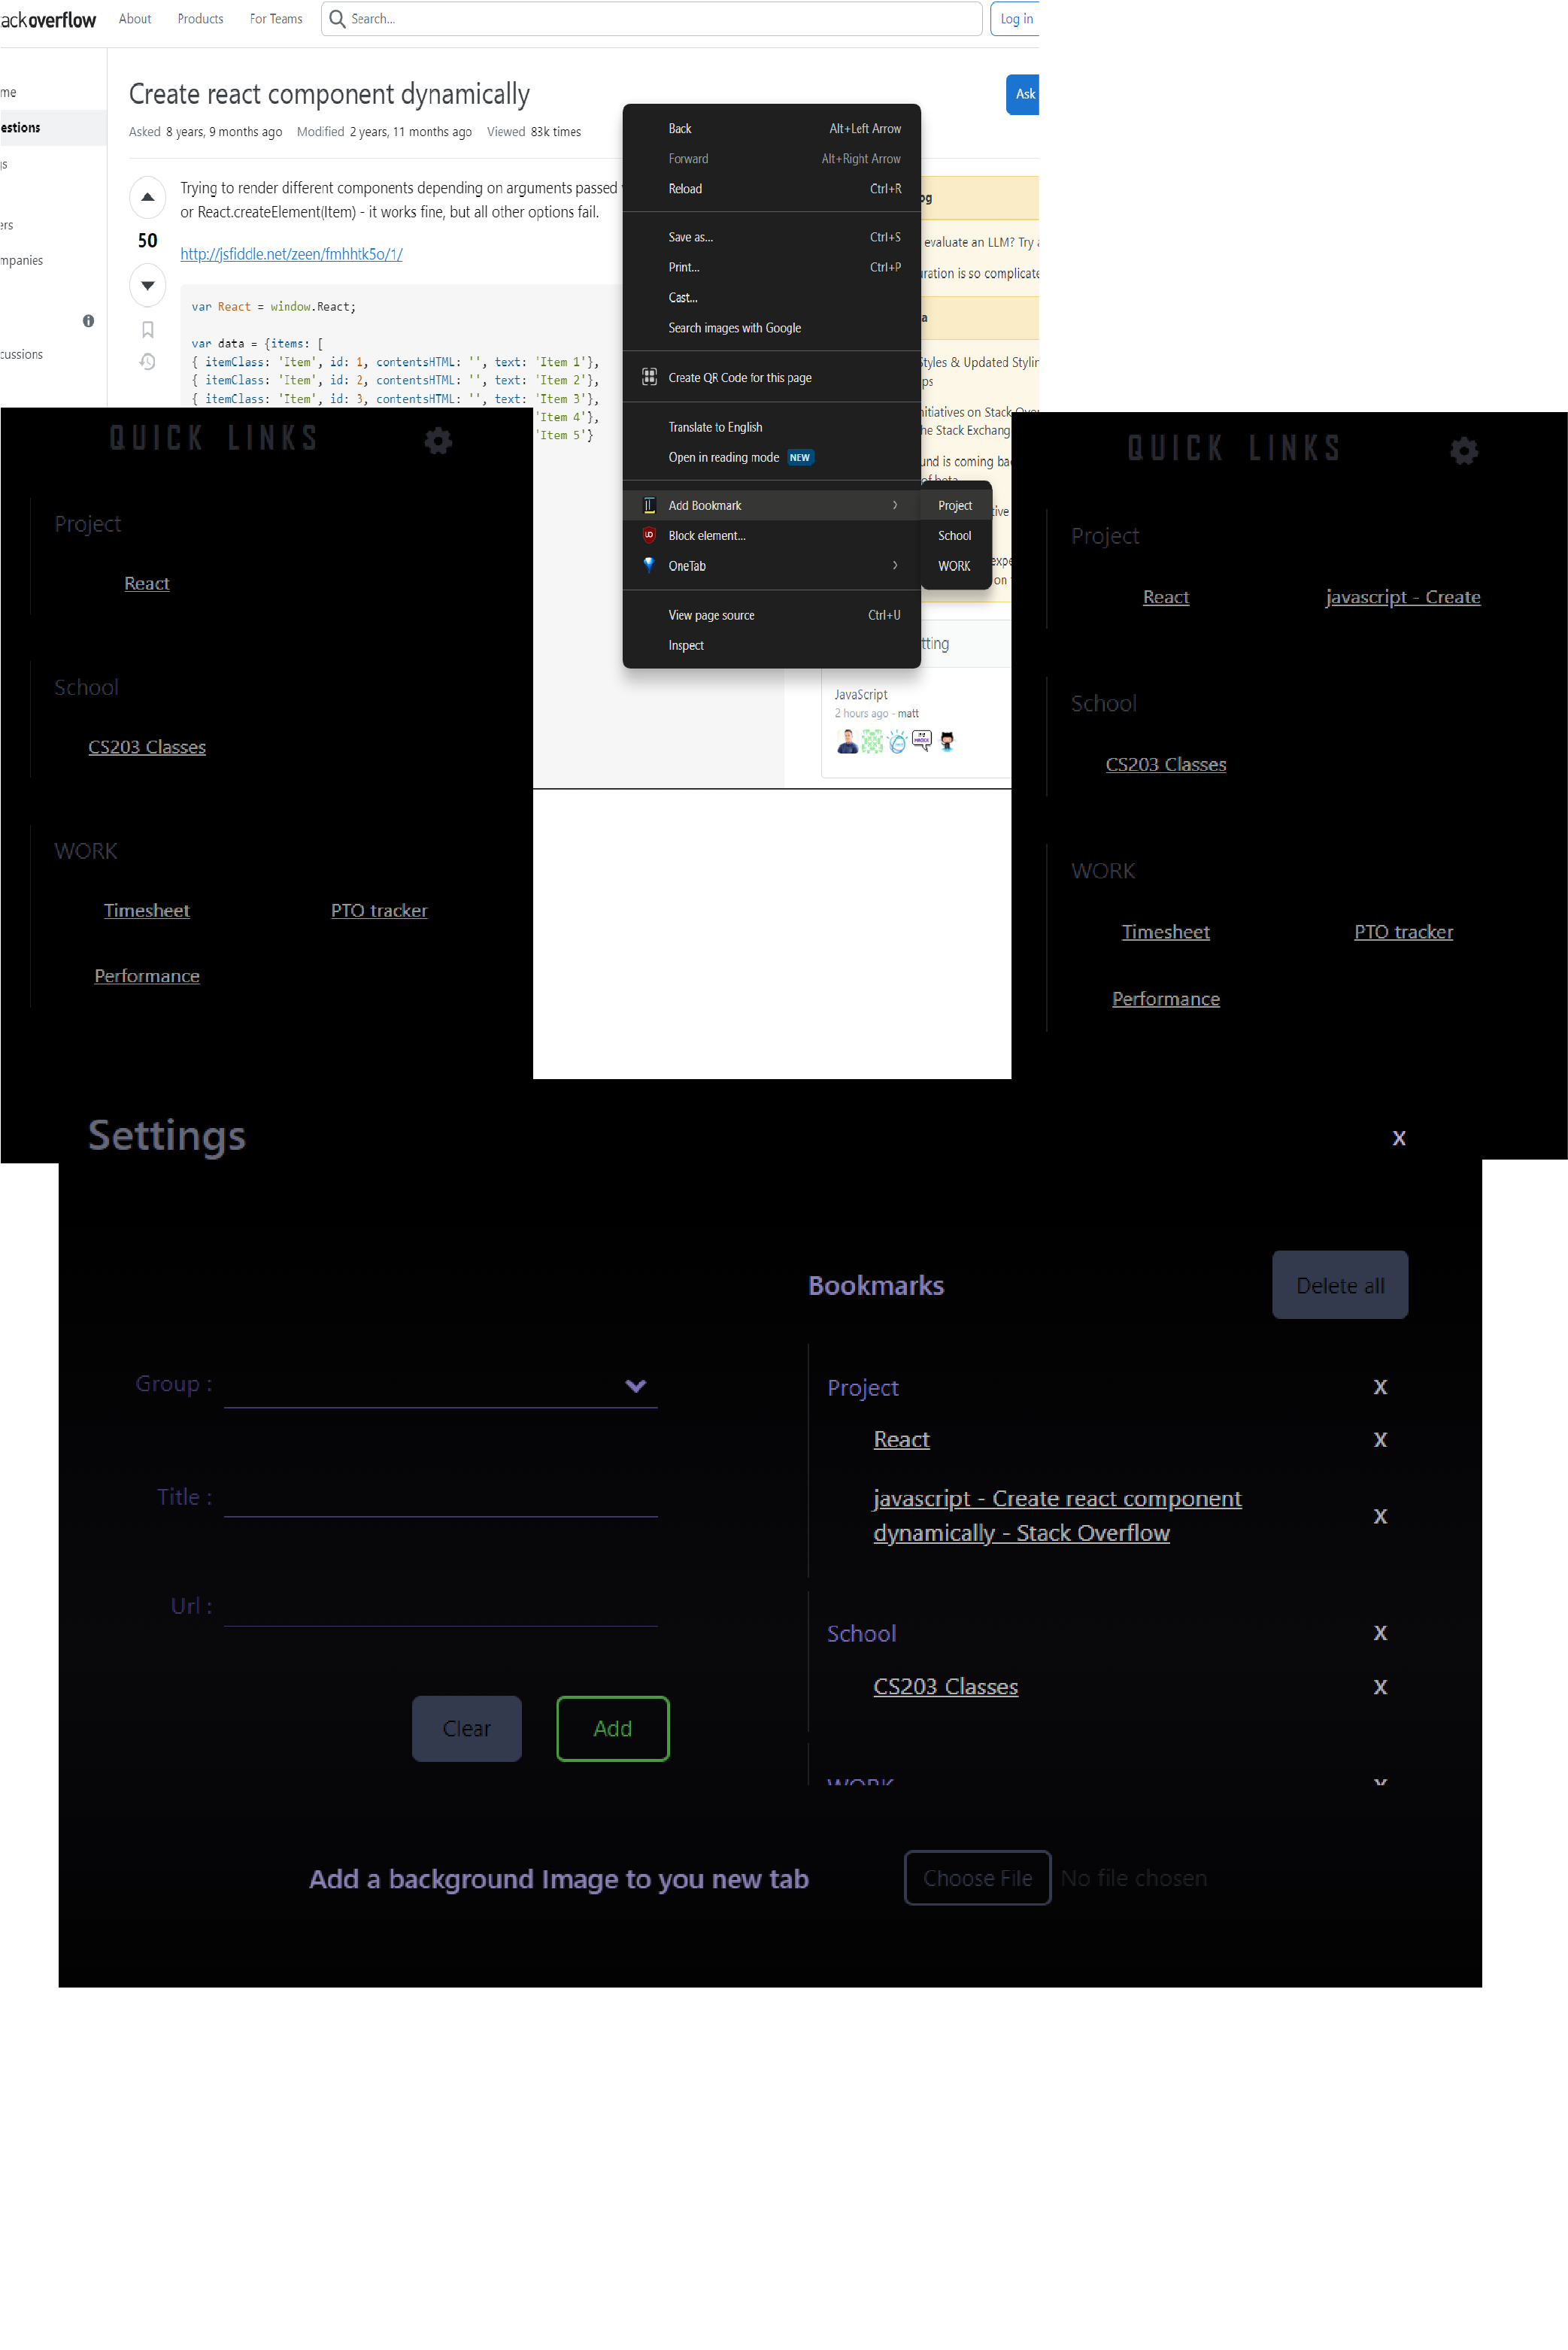 ackoverflow About Products For Teams Search... Log in
me
estions
gs
ers
mpanies
cussions
Create react component dynamically
Ask
Asked 8 years, 9 months ago Modified 2 years, 11 months ago Viewed 83k times
Trying to render different components depending on arguments passed
or React.createElement(Item) - it works fine, but all other options fail.
50
http://jsfiddle.net/zeen/fmhhtk5o/1/
var React = window.React;
var data = {items: [
{ itemClass: 'Item', id: 1, contentsHTML: '', text: 'Item 1'},
{ itemClass: 'Item', id: 2, contentsHTML: '', text: 'Item 2'},
{ itemClass: 'Item', id: 3, contentsHTML: '', text: 'Item 3'},
'Item 4'},
'Item 5'}
Back Alt+Left Arrow
Forward Alt+Right Arrow
Reload Ctrl+R
Save as... Ctrl+S
Print... Ctrl+P
Cast...
Search images with Google
Create QR Code for this page
Translate to English
Open in reading mode NEW
Add Bookmark
Block element...
OneTab
View page source Ctrl+U
Inspect
Project
School
WORK
og
evaluate an LLM? Try a
uration is so complicate
a
Styles & Updated Stylin
ps
nitiatives on Stack Over
he Stack Exchang
und is coming bac
of beta
tive
expe
on
tting
JavaScript
2 hours ago - matt
QUICK LINKS
Project
React
School
CS203 Classes
WORK
Timesheet PTO tracker
Performance
QUICK LINKS
Project
React javascript - Create
School
CS203 Classes
WORK
Timesheet PTO tracker
Performance
Settings X
Group :
Title :
Url :
Clear Add
Bookmarks Delete all
Project X
React X
javascript - Create react component
dynamically - Stack Overflow X
School X
CS203 Classes X
WORK X
Add a background Image to you new tab Choose File No file chosen